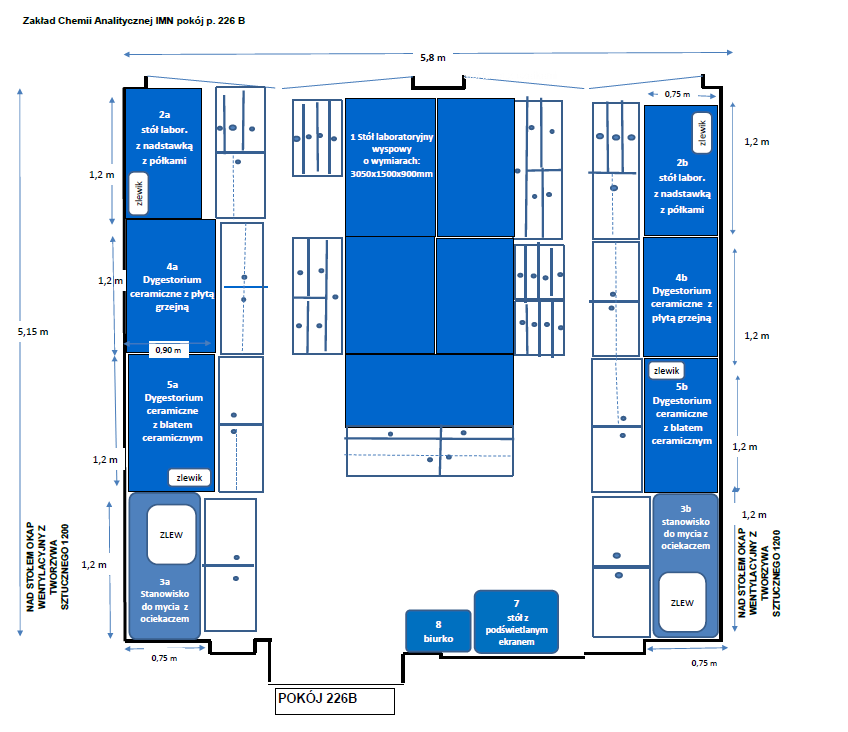 Zakład Chemii Analitycznej IMN pokój p. 226 B
5,8 m
0,75 m
2a
stół labor.
z nadstawką
z półkami
zlewik
1 Stół laboratoryjny
wyspowy
o wymiarach:
3050x1500x900mm
zlewik
2b
stół labor.
z nadstawką
z półkami
1,2 m
1,2 m
4a
Dygestorium
ceramiczne z płytą
grzejną
0,90 m
1,2 m
4b
Dygestorium
ceramiczne z
płytą grzejną
1,2 m
5,15 m
5a
Dygestorium
ceramiczne
z blatem
ceramicznym
zlewik
1,2 m
zlewik
5b
Dygestorium
ceramiczne
z blatem
ceramicznym
1,2 m
NAD STOŁEM OKAP
WENTYLACYJNY Z
TWORZYWA
SZTUCZNEGO 1200
1,2 m
ZLEW
3a
Stanowisko
do mycia z
ociekaczem
3b
stanowisko
do mycia z
ociekaczem
ZLEW
1,2 m
NAD STOŁEM OKAP
WENTYLACYJNY Z
TWORZYWA
SZTUCZNEGO 1200
8
biurko
7
stół z
podświetlanym
ekranem
0,75 m
0,75 m
POKÓJ 226B